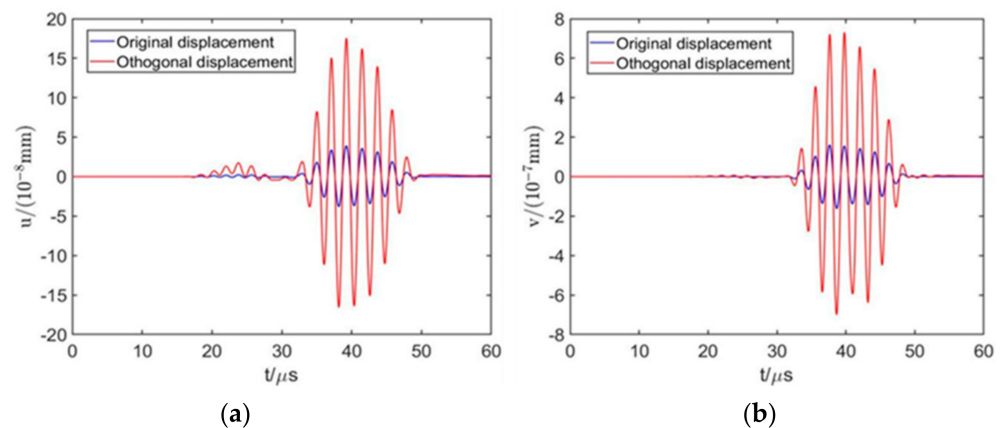 20
15
10
5
0
-5
-10
-15
-20
u/(10⁻⁸mm)
Original displacement
Othogonal displacement
0 10 20 30 40 50 60
t/μs
(a)
8
6
4
2
0
-2
-4
-6
-8
v/(10⁻⁷mm)
Original displacement
Othogonal displacement
0 10 20 30 40 50 60
t/μs
(b)